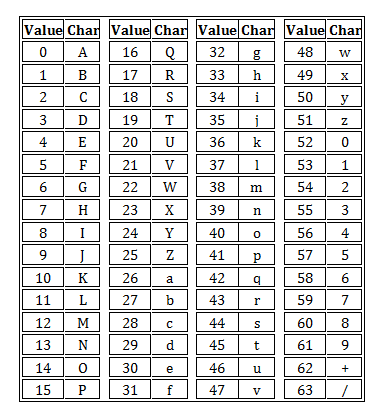 Value Char Value Char Value Char Value Char
0 A 16 Q 32 g 48 w
1 B 17 R 33 h 49 x
2 C 18 S 34 i 50 y
3 D 19 T 35 j 51 z
4 E 20 U 36 k 52 0
5 F 21 V 37 l 53 1
6 G 22 W 38 m 54 2
7 H 23 X 39 n 55 3
8 I 24 Y 40 o 56 4
9 J 25 Z 41 p 57 5
10 K 26 a 42 q 58 6
11 L 27 b 43 r 59 7
12 M 28 c 44 s 60 8
13 N 29 d 45 t 61 9
14 O 30 e 46 u 62 +
15 P 31 f 47 v 63 /